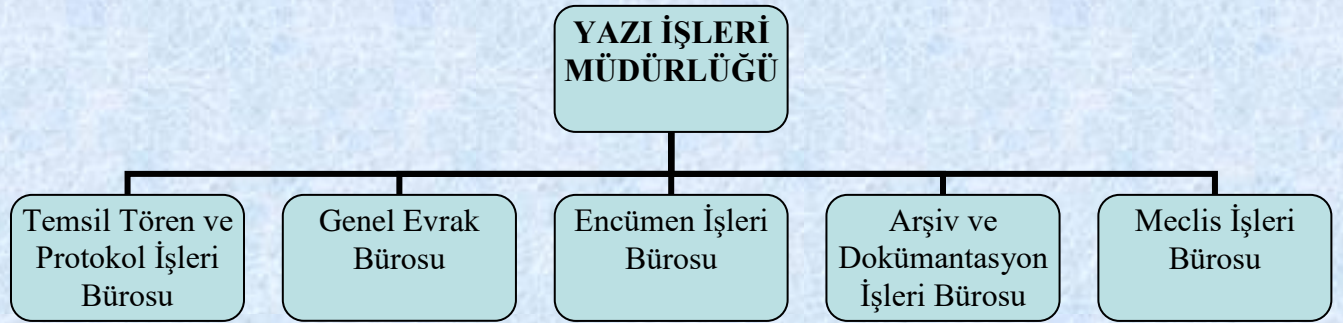 YAZI İŞLERİ
MÜDÜRLÜĞÜ
Temsil Tören ve
Protokol İşleri
Bürosu
Genel Evrak
Bürosu
Encümen İşleri
Bürosu
Arşiv ve
Dokümantasyon
İşleri Bürosu
Meclis İşleri
Bürosu